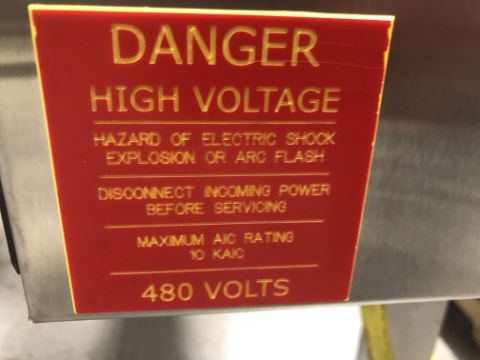 DANGER
HIGH VOLTAGE
HAZARD OF ELECTRIC SHOCK
EXPLOSION OR ARC FLASH
DISCONNECT INCOMING POWER
BEFORE SERVICING
MAXIMUM AIC RATING
10 KAIC
480 VOLTS